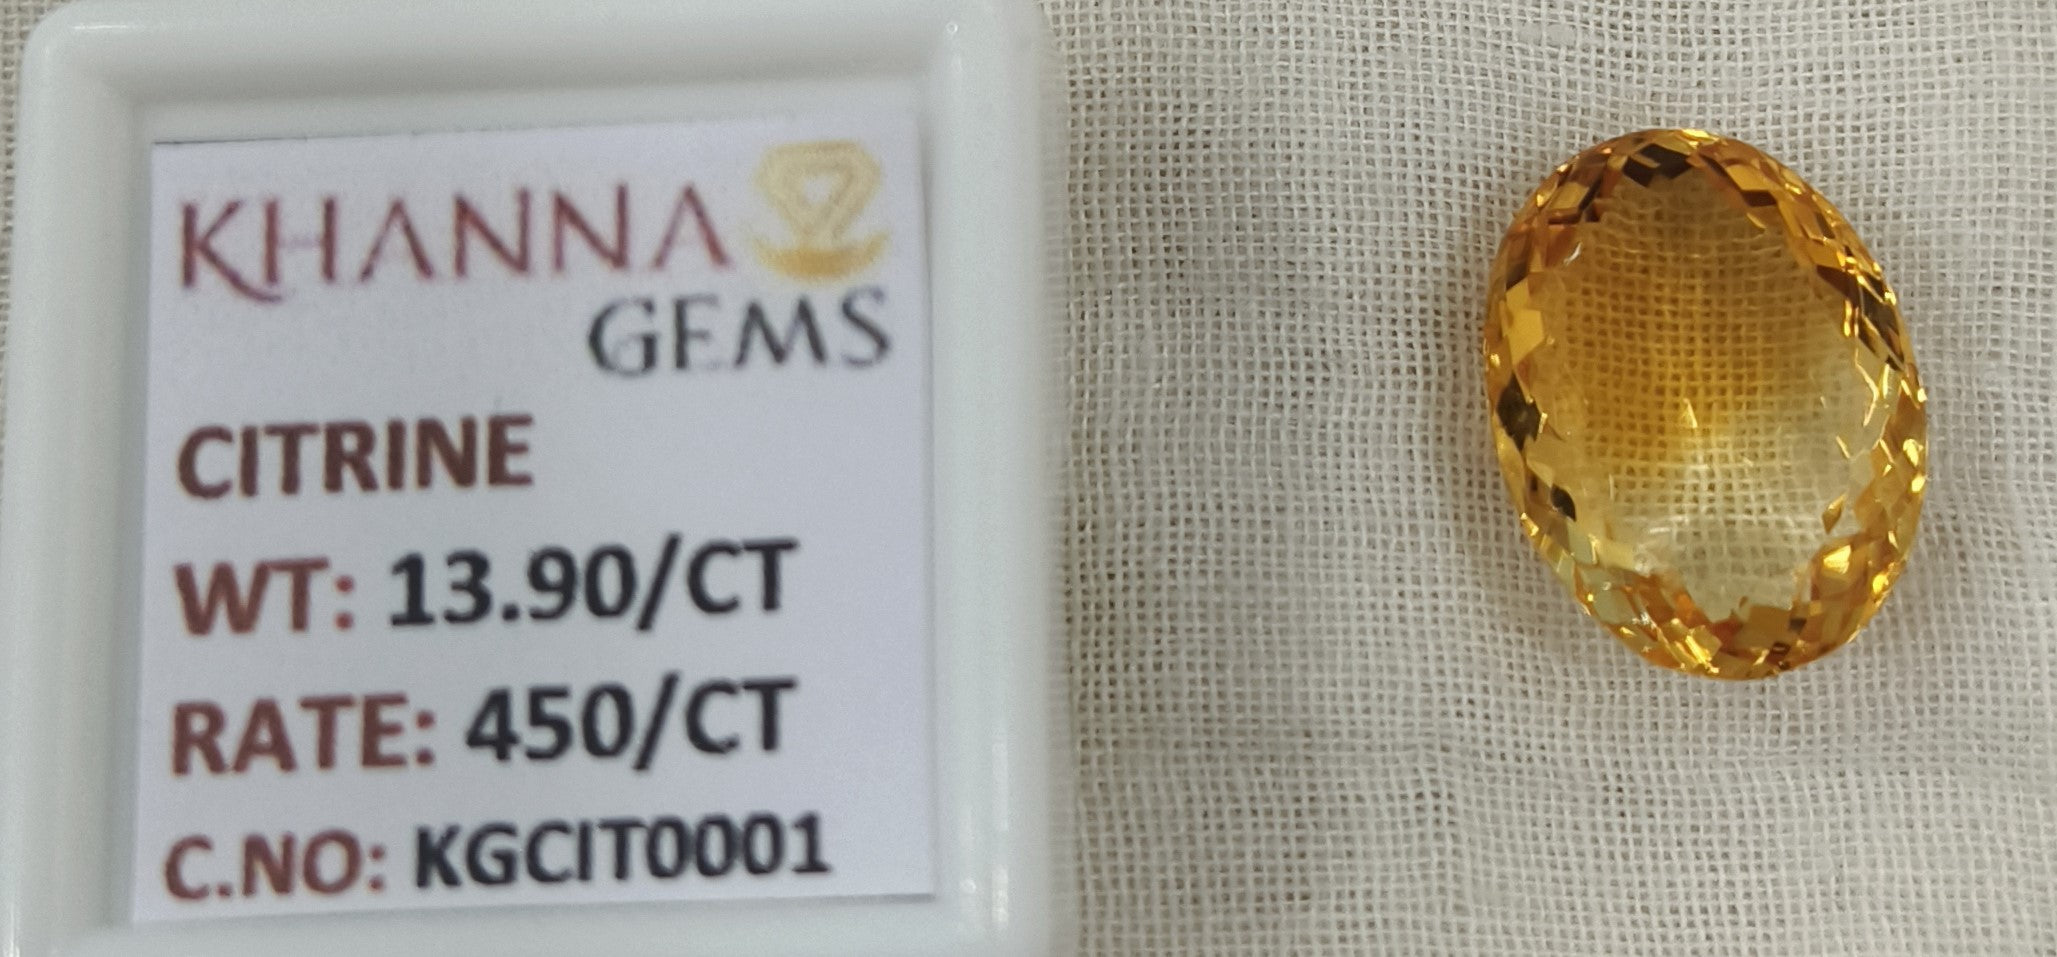 KHANNA
GEMS
CITRINE
WT: 13.90/CT
RATE: 450/CT
C.NO: KGCIT0001